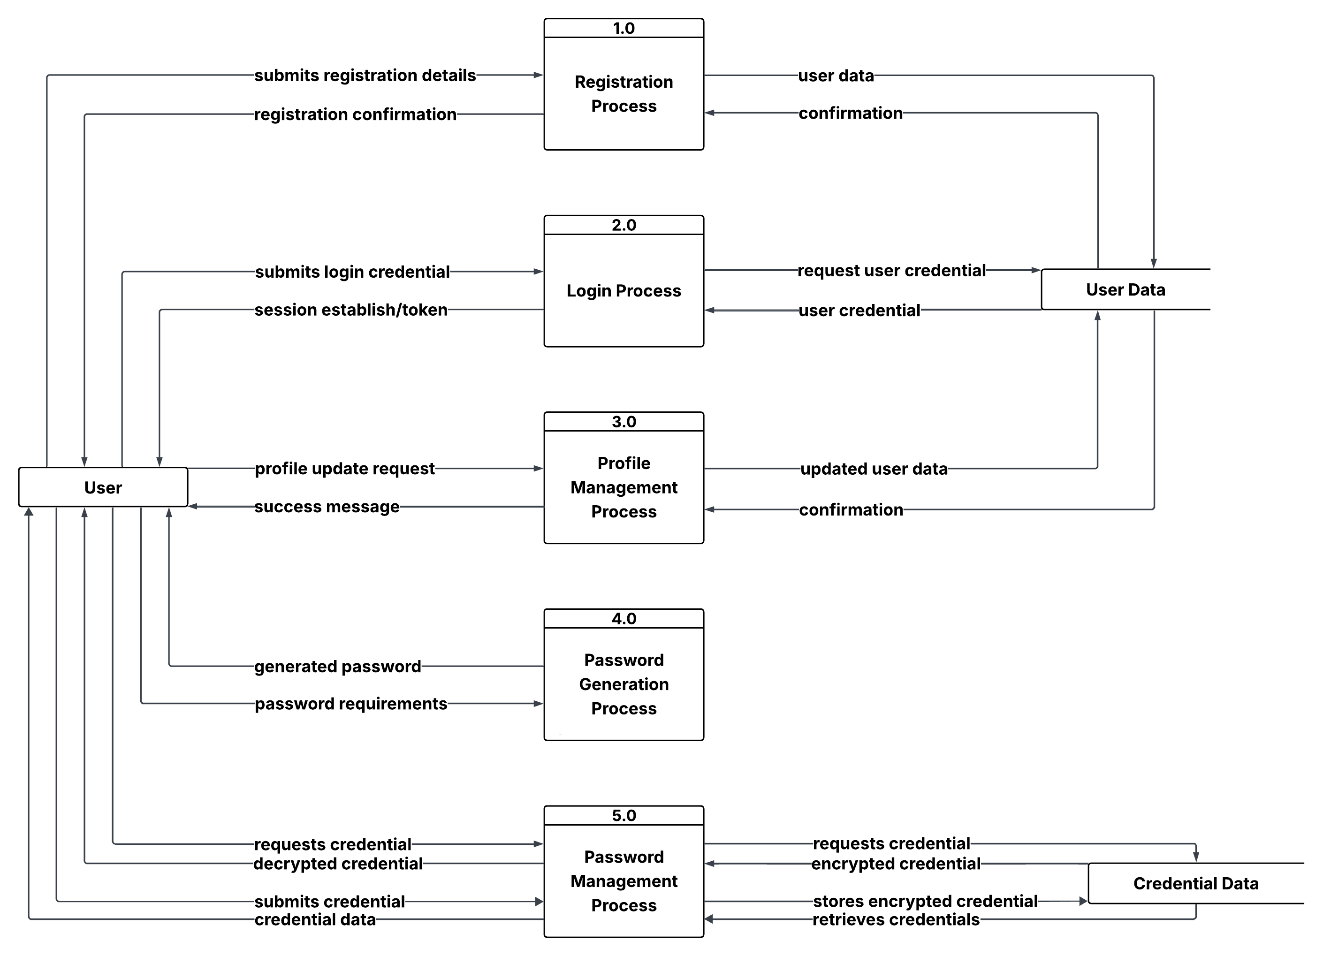 1.0
submits registration details
user data
Registration
Process
registration confirmation
confirmation
2.0
submits login credential
request user credential
Login Process
User Data
session establish/token
user credential
3.0
profile update request
Profile
Management
Process
updated user data
User
success message
confirmation
4.0
Password
Generation
Process
generated password
password requirements
5.0
requests credential
requests credential
decrypted credential
encrypted credential
Password
Management
Process
Credential Data
submits credential
stores encrypted credential
credential data
retrieves credentials